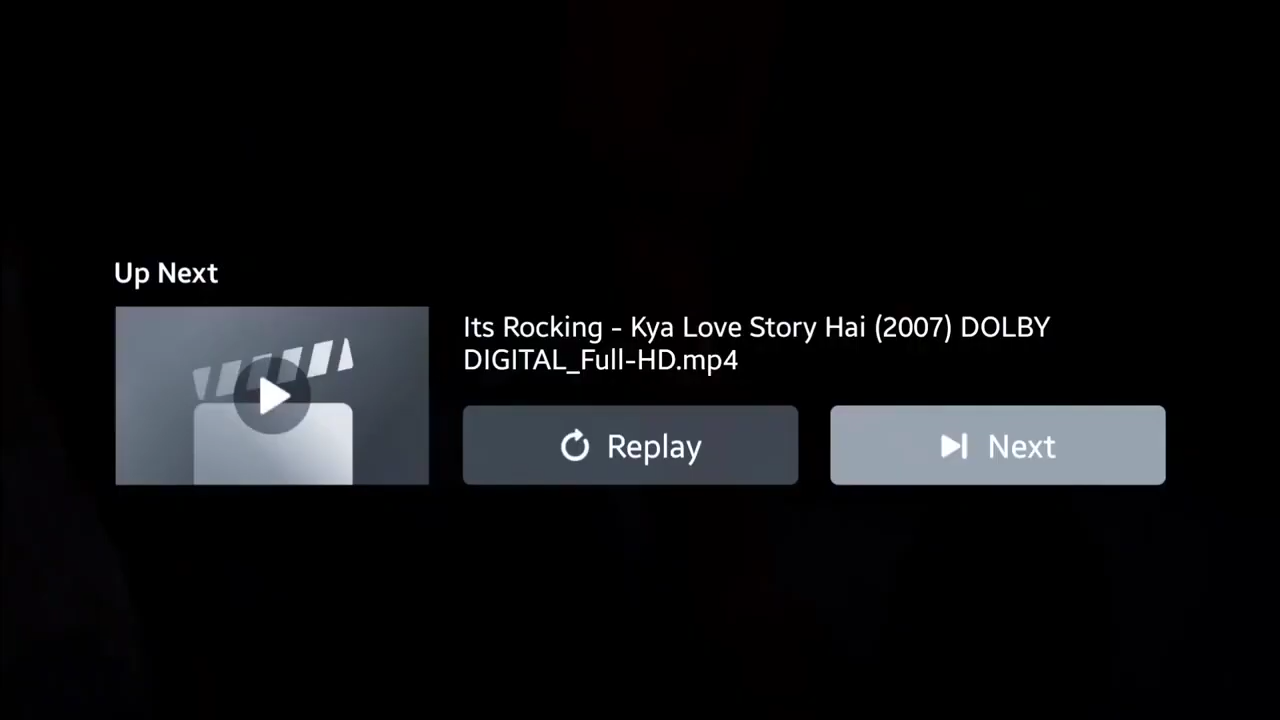 Up Next
Its Rocking - Kya Love Story Hai (2007) DOLBY
DIGITAL_Full-HD.mp4
Replay
Next